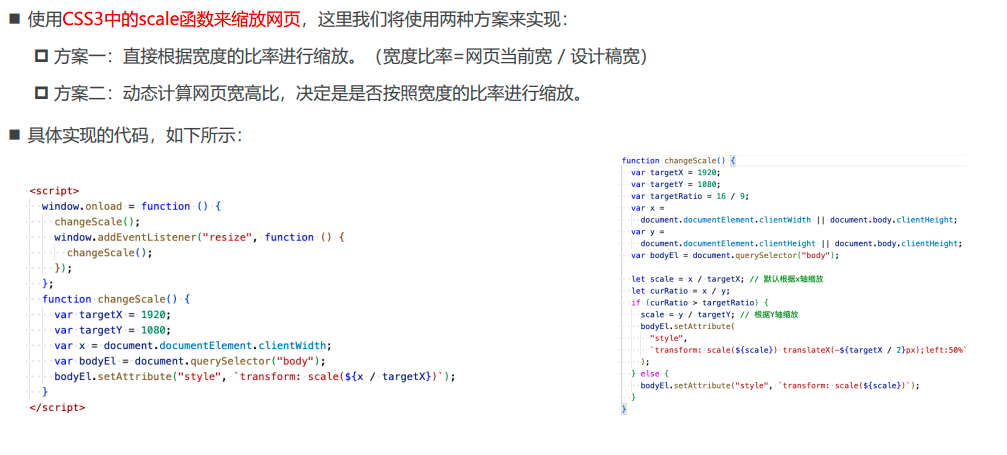 使用CSS3中的scale函数来缩放网页，这里我们将使用两种方案来实现：
方案一：直接根据宽度的比率进行缩放。（宽度比率=网页当前宽 / 设计稿宽）
方案二：动态计算网页宽高比，决定是是否按照宽度的比率进行缩放。
具体实现的代码，如下所示：
<script>
window.onload = function () {
changeScale();
window.addEventListener("resize", function () {
changeScale();
});
};
function changeScale() {
var targetX = 1920;
var targetY = 1080;
var x = document.documentElement.clientWidth;
var bodyEl = document.querySelector("body");
bodyEl.setAttribute("style", `transform: scale(${x / targetX})`);
}
</script>
function changeScale() {
var targetX = 1920;
var targetY = 1080;
var targetRatio = 16 / 9;
var x =
document.documentElement.clientWidth || document.body.clientHeight;
var y =
document.documentElement.clientHeight || document.body.clientHeight;
var bodyEl = document.querySelector("body");
let scale = x / targetX; // 默认根据x轴缩放
let curRatio = x / y;
if (curRatio > targetRatio) {
scale = y / targetY; // 根据Y轴缩放
bodyEl.setAttribute(
"style",
`transform: scale(${scale}) translateX(-${targetX / 2}px);left:50%`
);
} else {
bodyEl.setAttribute("style", `transform: scale(${scale})`);
}
}